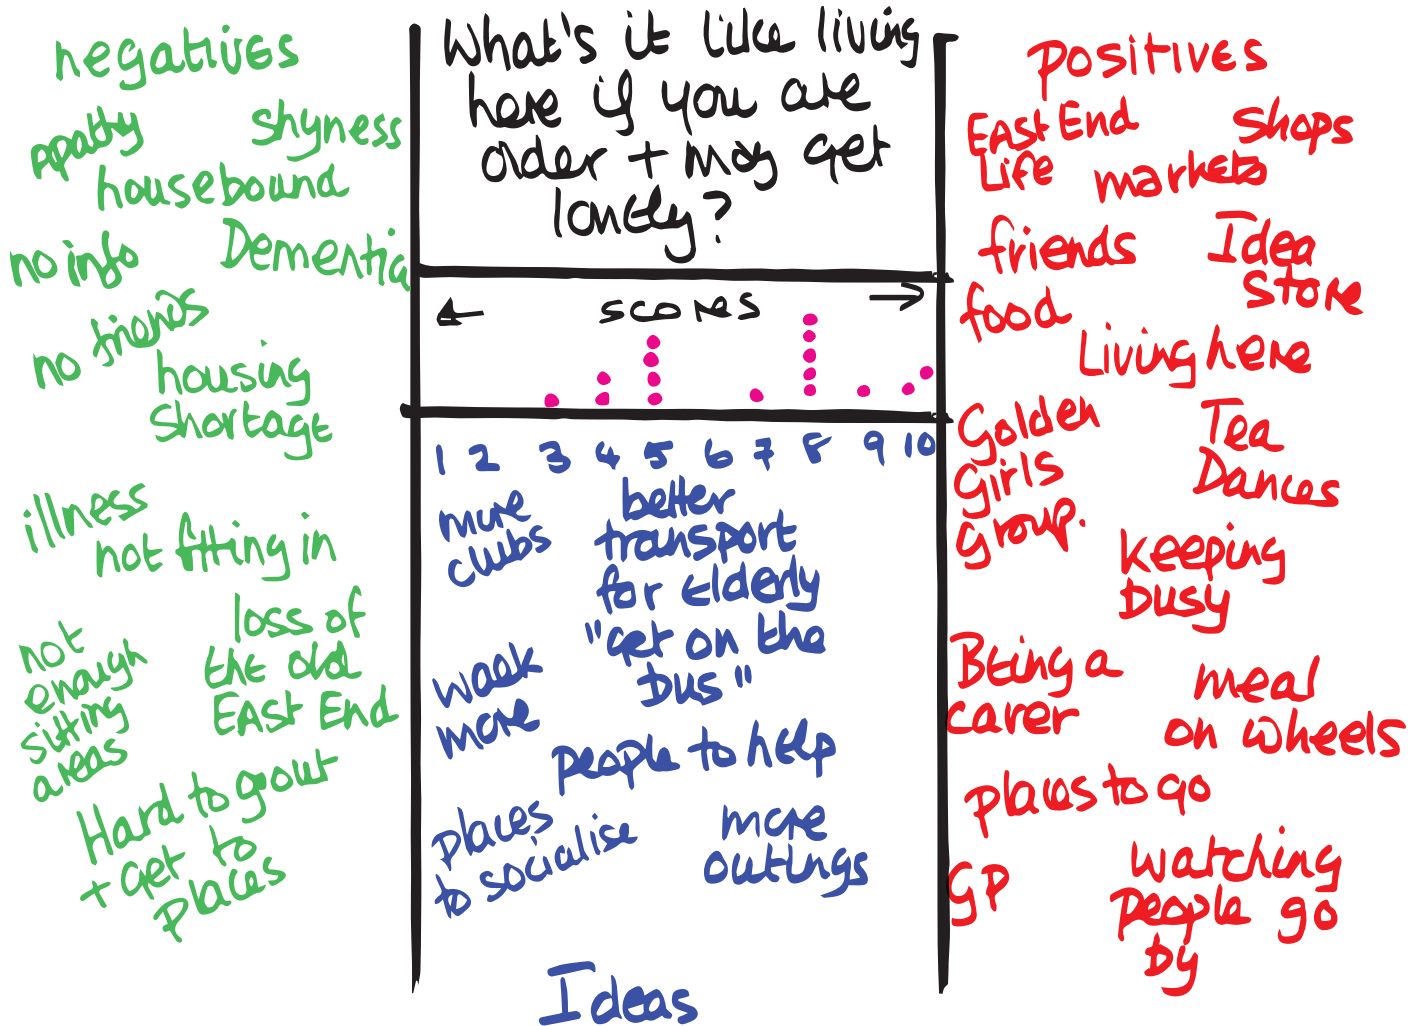 negatives
apathy
shyness
housebound
no info
Dementia
no friends
housing
shortage
illness
not fitting in
loss of
the old
East End
not
enough
sitting
areas
Hard to go out
+ get to
places
What's it like living
here if you are
older + may get
lonely?
scores
1 2 3 4 5 6 7 8 9 10
more
clubs
better
transport
for elderly
"get on the
bus"
walk
more
people to help
places
to socialise
more
outings
Ideas
positives
East End
Life
Shops
markets
friends
Idea
Store
food
Living here
Golden
Girls
group.
Tea
Dances
keeping
busy
Being a
carer
meal
on wheels
places to go
GP
watching
people go
by